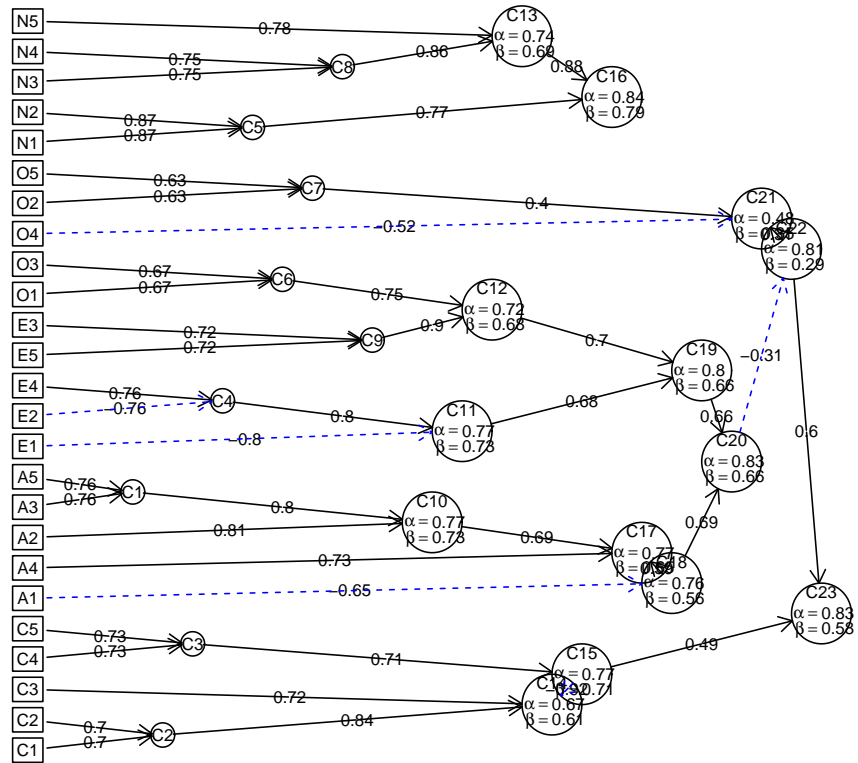 N5
N4
N3
N2
N1
O5
O2
O4
O3
O1
E3
E5
E4
E2
E1
A5
A3
A2
A4
A1
C5
C4
C3
C2
C1
0.78
0.75
0.75
C8
0.86
C13
α = 0.74
β = 0.69
0.88
C16
α = 0.84
β = 0.79
0.87
0.87
C5
0.77
0.63
0.63
C7
0.4
−0.52
C21
α = 0.48
α = 0.81
β = 0.29
0.67
0.67
C6
0.75
C12
α = 0.72
β = 0.63
0.72
0.72
C9
0.9
0.7
C19
α = 0.8
β = 0.66
−0.31
0.76
−0.76
C4
0.8
−0.8
C11
α = 0.77
β = 0.73
0.68
0.66
C20
α = 0.83
β = 0.66
0.6
0.76
0.76
C1
0.8
0.81
C10
α = 0.77
β = 0.73
0.69
0.73
−0.65
C17
α = 0.77
α = 0.76
β = 0.56
0.69
C23
α = 0.83
β = 0.58
0.73
0.73
C3
0.71
0.72
C15
α = 0.77
0.71
0.49
0.7
0.7
C2
0.84
α = 0.67
β = 0.61